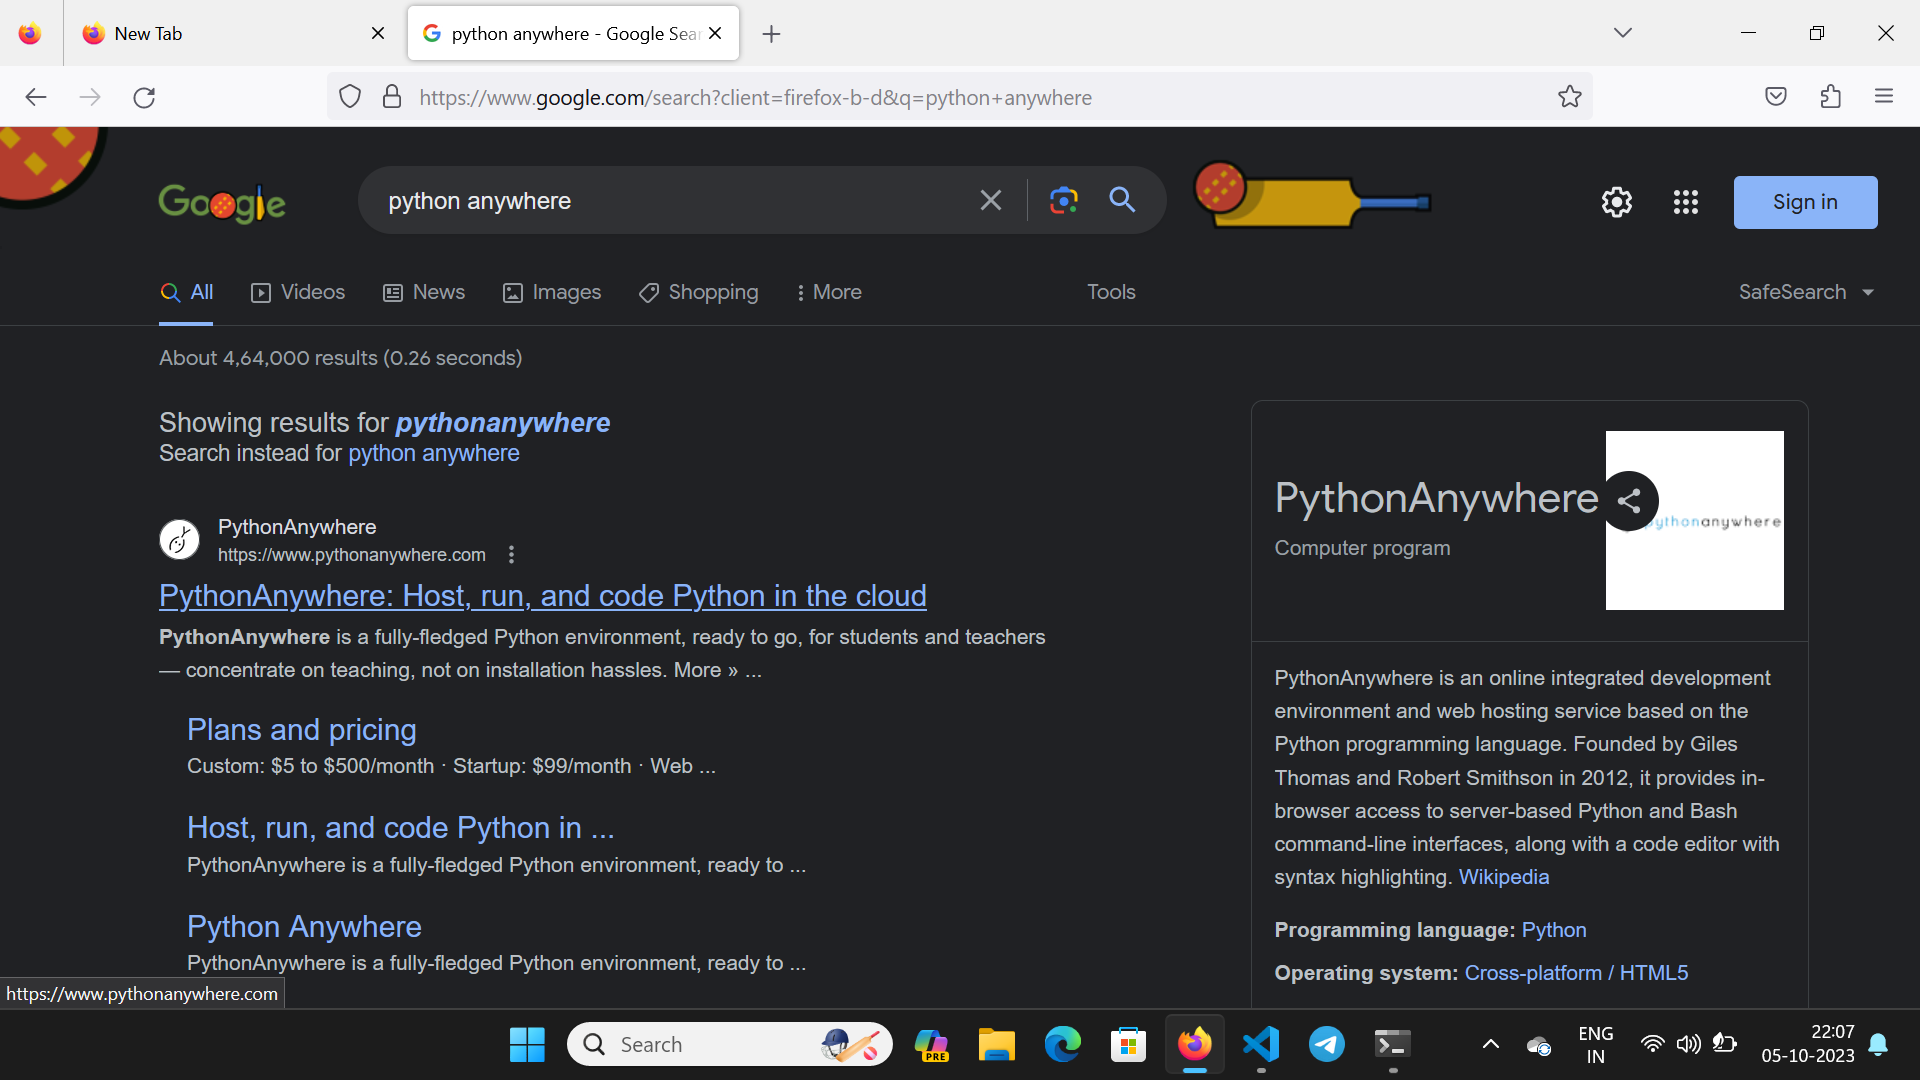 New Tab
python anywhere - Google Sear
https://www.google.com/search?client=firefox-b-d&q=python+anywhere
Google
python anywhere
Sign in
All
Videos
News
Images
Shopping
More
Tools
SafeSearch
About 4,64,000 results (0.26 seconds)
Showing results for pythonanywhere
Search instead for python anywhere
PythonAnywhere
https://www.pythonanywhere.com
PythonAnywhere: Host, run, and code Python in the cloud
PythonAnywhere is a fully-fledged Python environment, ready to go, for students and teachers
— concentrate on teaching, not on installation hassles. More » ...
Plans and pricing
Custom: $5 to $500/month · Startup: $99/month · Web ...
Host, run, and code Python in ...
PythonAnywhere is a fully-fledged Python environment, ready to ...
Python Anywhere
PythonAnywhere is a fully-fledged Python environment, ready to ...
PythonAnywhere
Computer program
ythonanywhere
PythonAnywhere is an online integrated development
environment and web hosting service based on the
Python programming language. Founded by Giles
Thomas and Robert Smithson in 2012, it provides in-
browser access to server-based Python and Bash
command-line interfaces, along with a code editor with
syntax highlighting. Wikipedia
Programming language: Python
Operating system: Cross-platform / HTML5
https://www.pythonanywhere.com
Search
PRE
ENG
IN
22:07
05-10-2023